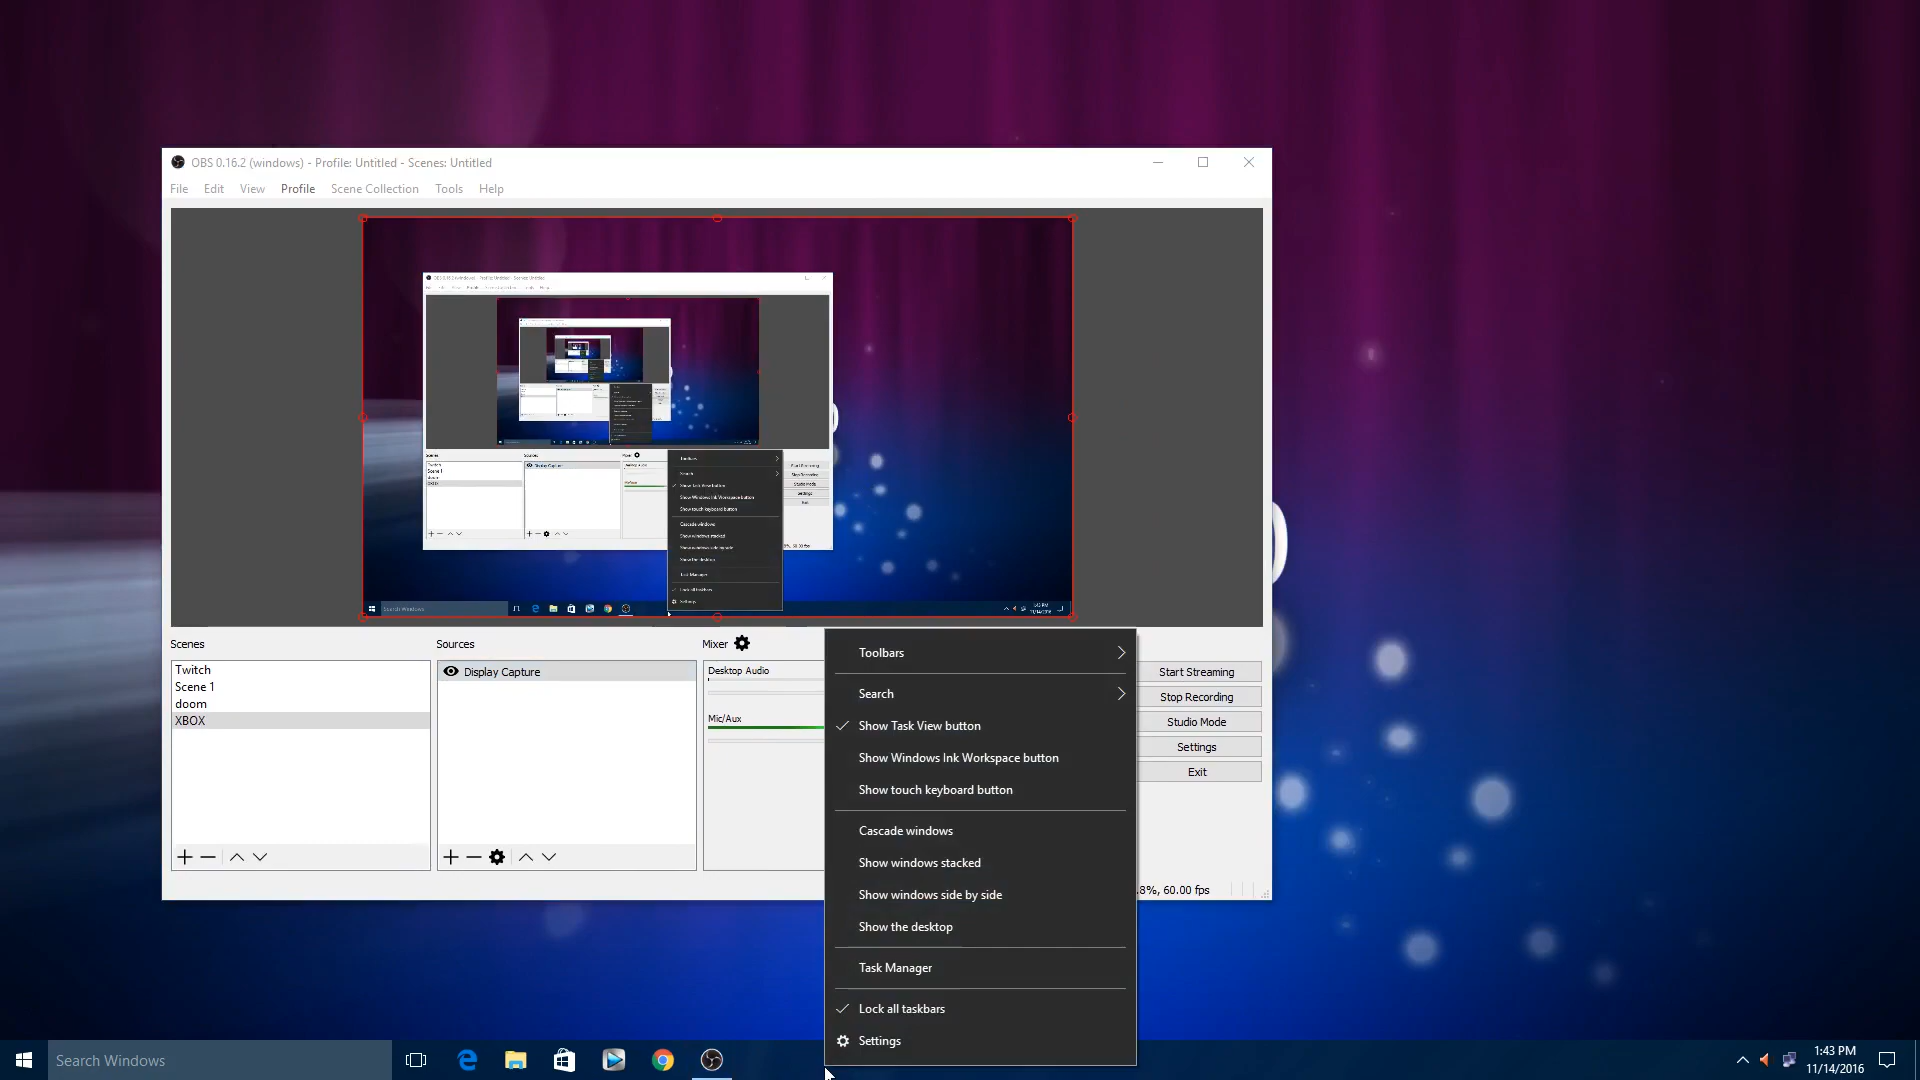 OBS 0.16.2 (windows) - Profile: Untitled - Scenes: Untitled
File Edit View Profile Scene Collection Tools Help
Scenes
Twitch
Scene 1
doom
XBOX
Sources
Display Capture
Mixer
Desktop Audio
Mic/Aux
Toolbars
Search
Show Task View button
Show Windows Ink Workspace button
Show touch keyboard button
Cascade windows
Show windows stacked
Show windows side by side
Show the desktop
Task Manager
Lock all taskbars
Settings
Start Streaming
Stop Recording
Studio Mode
Settings
Exit
.8%, 60.00 fps
Search Windows
1:43 PM
11/14/2016